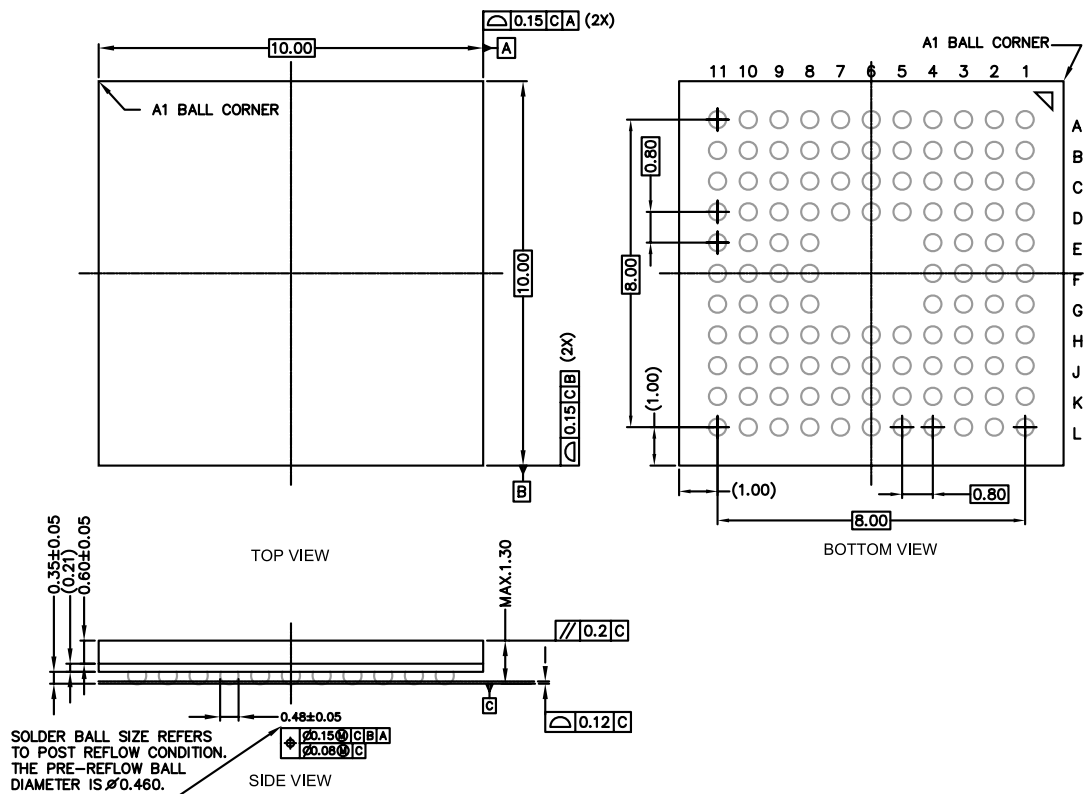 ⌓ 0.15 C A (2X)
10.00
A
A1 BALL CORNER
10.00
⌓ 0.15 C B (2X)
B
TOP VIEW
A1 BALL CORNER
11 10 9 8 7 6 5 4 3 2 1
A
B
C
D
E
F
G
H
J
K
L
0.80
8.00
(1.00)
(1.00)
0.80
8.00
BOTTOM VIEW
0.35±0.05
(0.21)
0.60±0.05
MAX.1.30
// 0.2 C
C
⌓ 0.12 C
0.48±0.05
⌖ Ø0.15Ⓜ C B A
Ø0.08Ⓜ C
SOLDER BALL SIZE REFERS
TO POST REFLOW CONDITION.
THE PRE-REFLOW BALL
DIAMETER IS Ø0.460.
SIDE VIEW